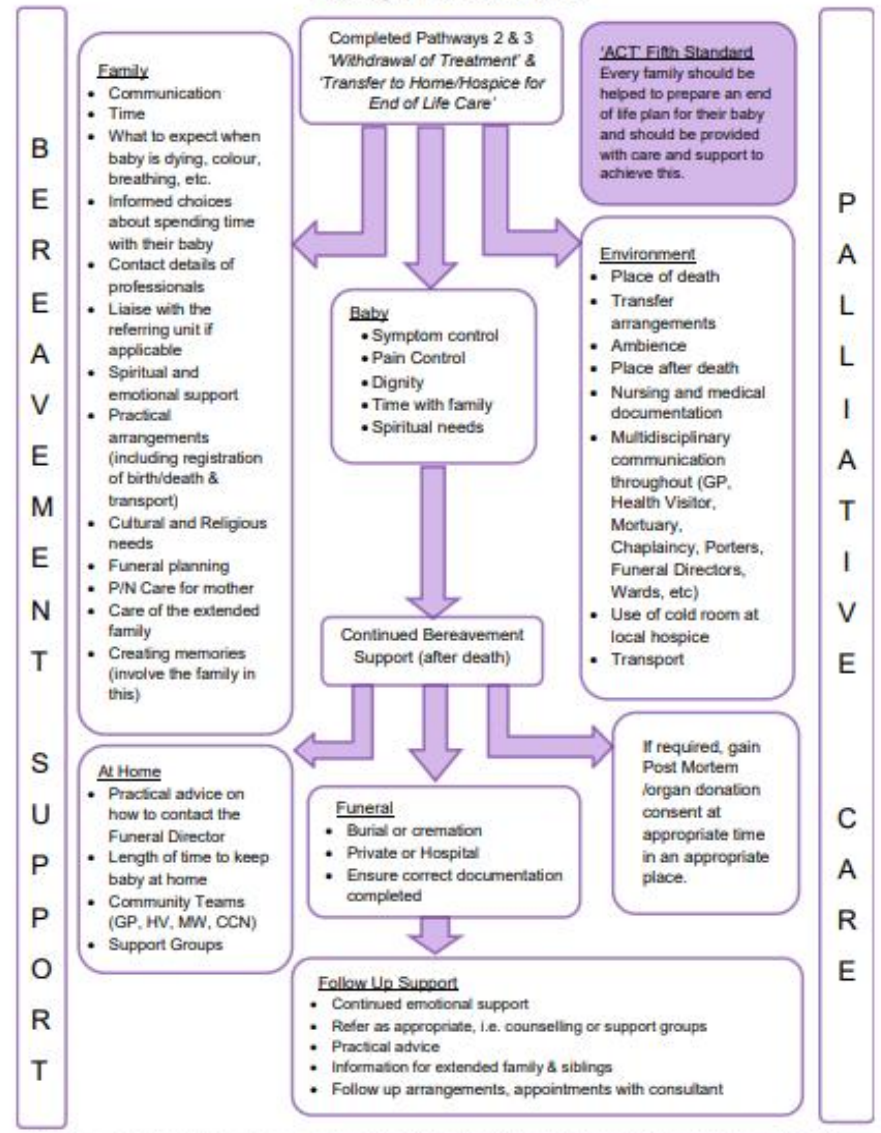 BEREAVEMENT SUPPORT
Family
• Communication
• Time
• What to expect when
baby is dying, colour,
breathing, etc.
• Informed choices
about spending time
with their baby
• Contact details of
professionals
• Liaise with the
referring unit if
applicable
• Spiritual and
emotional support
• Practical
arrangements
(including registration
of birth/death &
transport)
• Cultural and Religious
needs
• Funeral planning
• P/N Care for mother
• Care of the extended
family
• Creating memories
(involve the family in
this)
Completed Pathways 2 & 3
'Withdrawal of Treatment' &
'Transfer to Home/Hospice for
End of Life Care'
'ACT' Fifth Standard
Every family should be
helped to prepare an end
of life plan for their baby
and should be provided
with care and support to
achieve this.
Baby
• Symptom control
• Pain Control
• Dignity
• Time with family
• Spiritual needs
Environment
• Place of death
• Transfer
arrangements
• Ambience
• Place after death
• Nursing and medical
documentation
• Multidisciplinary
communication
throughout (GP,
Health Visitor,
Mortuary,
Chaplaincy, Porters,
Funeral Directors,
Wards, etc)
• Use of cold room at
local hospice
• Transport
Continued Bereavement
Support (after death)
At Home
• Practical advice on
how to contact the
Funeral Director
• Length of time to keep
baby at home
• Community Teams
(GP, HV, MW, CCN)
• Support Groups
Funeral
• Burial or cremation
• Private or Hospital
• Ensure correct documentation
completed
If required, gain
Post Mortem
/organ donation
consent at
appropriate time
in an appropriate
place.
Follow Up Support
• Continued emotional support
• Refer as appropriate, i.e. counselling or support groups
• Practical advice
• Information for extended family & siblings
• Follow up arrangements, appointments with consultant
PALLIATIVE CARE